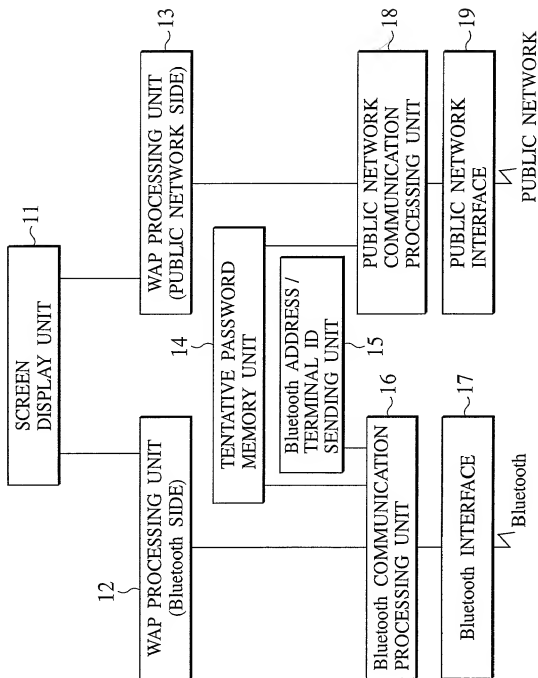 11
SCREEN
DISPLAY UNIT
12
WAP PROCESSING UNIT
(Bluetooth SIDE)
13
WAP PROCESSING UNIT
(PUBLIC NETWORK SIDE)
14
TENTATIVE PASSWORD
MEMORY UNIT
Bluetooth ADDRESS /
TERMINAL ID
SENDING UNIT
15
16
Bluetooth COMMUNICATION
PROCESSING UNIT
18
PUBLIC NETWORK
COMMUNICATION
PROCESSING UNIT
17
Bluetooth INTERFACE
19
PUBLIC NETWORK
INTERFACE
Bluetooth
PUBLIC NETWORK